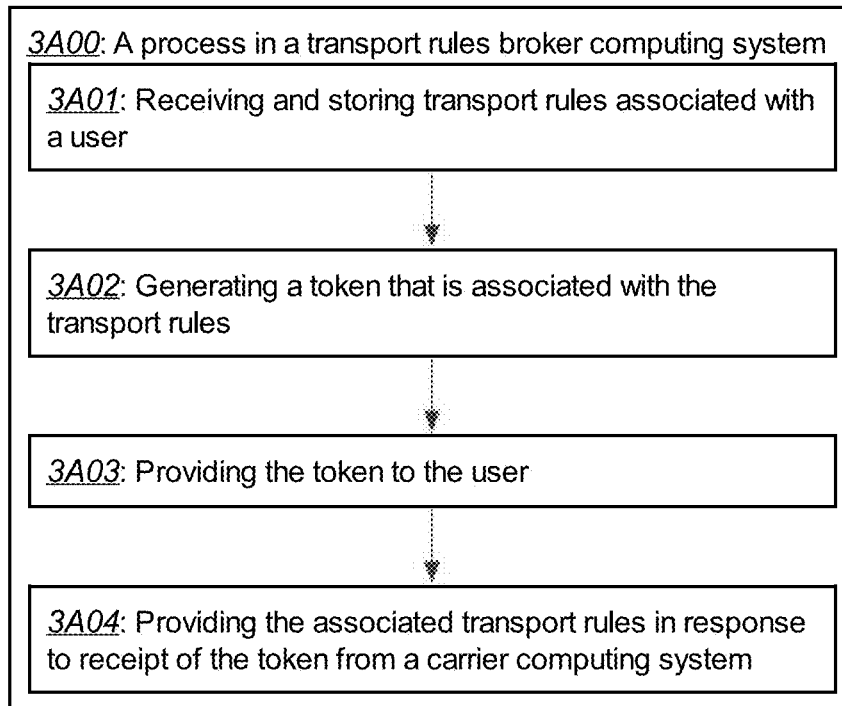 3A00: A process in a transport rules broker computing system
3A01: Receiving and storing transport rules associated with
a user
3A02: Generating a token that is associated with the
transport rules
3A03: Providing the token to the user
3A04: Providing the associated transport rules in response
to receipt of the token from a carrier computing system